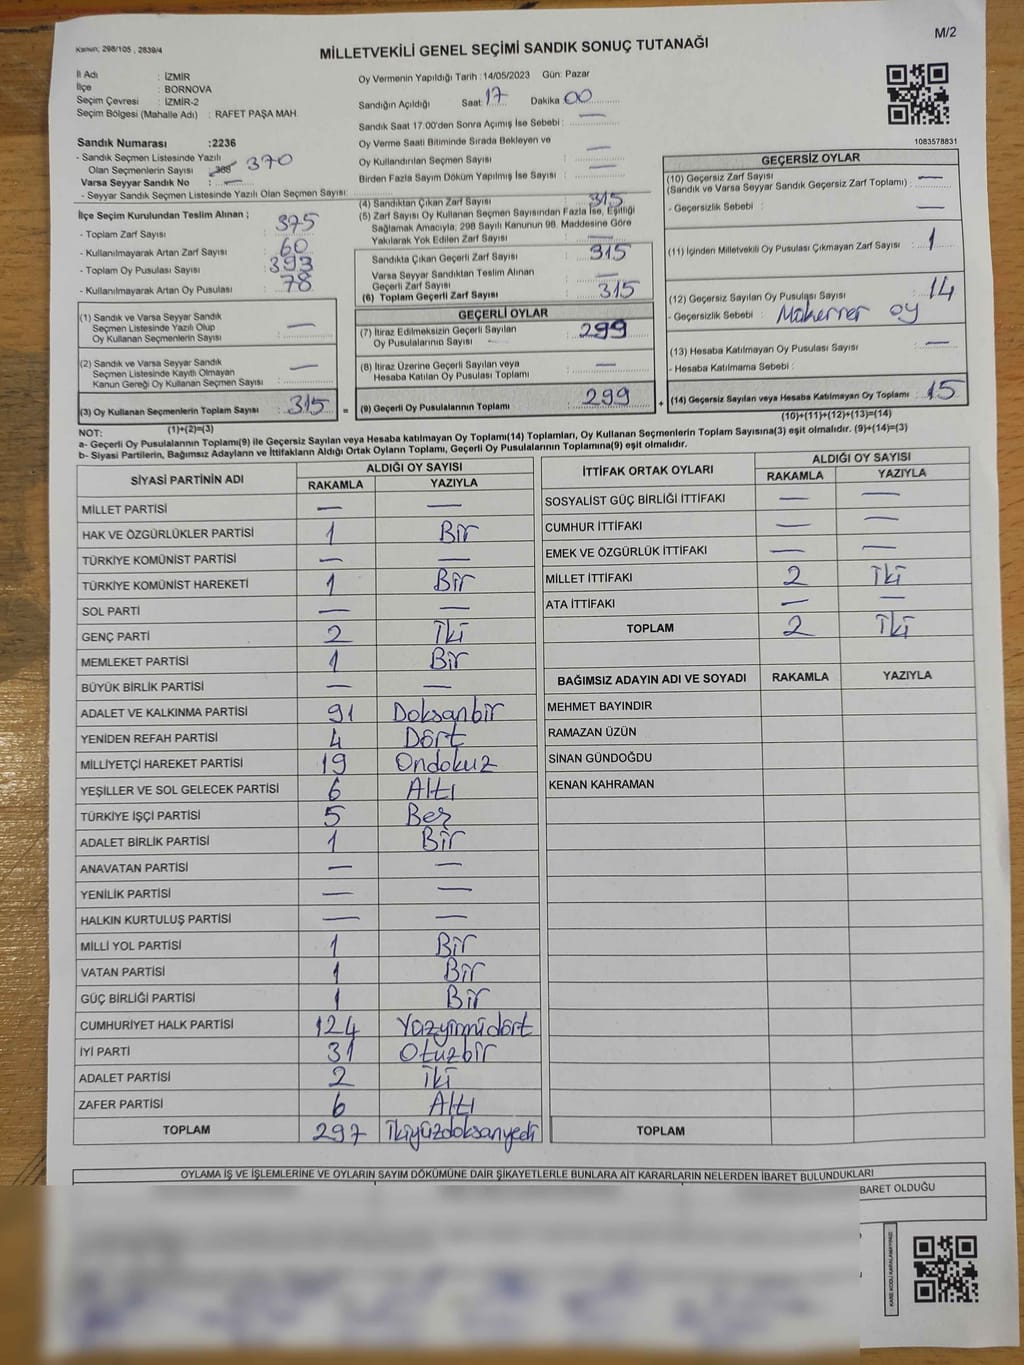 M/2
Kanun: 298/105 , 2839/4
MİLLETVEKİLİ GENEL SEÇİMİ SANDIK SONUÇ TUTANAĞI
İl Adı : İZMİR
İlçe : BORNOVA
Seçim Çevresi : İZMİR-2
Seçim Bölgesi (Mahalle Adı) : RAFET PAŞA MAH.
Sandık Numarası :2236
- Sandık Seçmen Listesinde Yazılı
Olan Seçmenlerin Sayısı : 370
Varsa Seyyar Sandık No : —
- Seyyar Sandık Seçmen Listesinde Yazılı Olan Seçmen Sayısı:
Oy Vermenin Yapıldığı Tarih :14/05/2023 Gün: Pazar
Sandığın Açıldığı Saat: 17 Dakika 00
Sandık Saat 17:00'den Sonra Açımış İse Sebebi : —
Oy Verme Saati Bitiminde Sırada Bekleyen ve
Oy Kullandırılan Seçmen Sayısı : —
Birden Fazla Sayım Döküm Yapılmış İse Sayısı : —
1083578831
İlçe Seçim Kurulundan Teslim Alınan ;
- Toplam Zarf Sayısı : 375
- Kullanılmayarak Artan Zarf Sayısı : 60
- Toplam Oy Pusulası Sayısı : 393
- Kullanılmayarak Artan Oy Pusulası : 78
(1) Sandık ve Varsa Seyyar Sandık
Seçmen Listesinde Yazılı Olup
Oy Kullanan Seçmenlerin Sayısı : —
(2) Sandık ve Varsa Seyyar Sandık
Seçmen Listesinde Kayıtlı Olmayan
Kanun Gereği Oy Kullanan Seçmen Sayısı : —
(3) Oy Kullanan Seçmenlerin Toplam Sayısı : 315
(1)+(2)=(3)
(4) Sandıktan Çıkan Zarf Sayısı : 315
(5) Zarf Sayısı Oy Kullanan Seçmen Sayısından Fazla İse, Eşitliği
Sağlamak Amacıyla; 298 Sayılı Kanunun 98. Maddesine Göre
Yakılarak Yok Edilen Zarf Sayısı : —
Sandıkta Çıkan Geçerli Zarf Sayısı : 315
Varsa Seyyar Sandıktan Teslim Alınan
Geçerli Zarf Sayısı : —
(6) Toplam Geçerli Zarf Sayısı : 315
GEÇERLİ OYLAR
(7) İtiraz Edilmeksizin Geçerli Sayılan
Oy Pusulalarının Sayısı : 299
(8) İtiraz Üzerine Geçerli Sayılan veya
Hesaba Katılan Oy Pusulası Toplamı : —
= (9) Geçerli Oy Pusulalarının Toplamı : 299
GEÇERSİZ OYLAR
(10) Geçersiz Zarf Sayısı
(Sandık ve Varsa Seyyar Sandık Geçersiz Zarf Toplamı) : —
- Geçersizlik Sebebi : —
(11) İçinden Milletvekili Oy Pusulası Çıkmayan Zarf Sayısı : 1
(12) Geçersiz Sayılan Oy Pusulası Sayısı : 14
- Geçersizlik Sebebi : Mükerrer oy
(13) Hesaba Katılmayan Oy Pusulası Sayısı : —
- Hesaba Katılmama Sebebi :
+ (14) Geçersiz Sayılan veya Hesaba Katılmayan Oy Toplamı : 15
(10)+(11)+(12)+(13)=(14)
NOT:
a- Geçerli Oy Pusulalarının Toplamı(9) ile Geçersiz Sayılan veya Hesaba katılmayan Oy Toplamı(14) Toplamları, Oy Kullanan Seçmenlerin Toplam Sayısına(3) eşit olmalıdır. (9)+(14)=(3)
b- Siyasi Partilerin, Bağımsız Adayların ve İttifakların Aldığı Ortak Oyların Toplamı, Geçerli Oy Pusulalarının Toplamına(9) eşit olmalıdır.
SİYASİ PARTİNİN ADI ALDIĞI OY SAYISI
RAKAMLA YAZIYLA
MİLLET PARTİSİ — —
HAK VE ÖZGÜRLÜKLER PARTİSİ 1 Bir
TÜRKİYE KOMÜNİST PARTİSİ — —
TÜRKİYE KOMÜNİST HAREKETİ 1 Bir
SOL PARTİ — —
GENÇ PARTİ 2 İki
MEMLEKET PARTİSİ 1 Bir
BÜYÜK BİRLİK PARTİSİ — —
ADALET VE KALKINMA PARTİSİ 91 Doksanbir
YENİDEN REFAH PARTİSİ 4 Dört
MİLLİYETÇİ HAREKET PARTİSİ 19 Ondokuz
YEŞİLLER VE SOL GELECEK PARTİSİ 6 Altı
TÜRKİYE İŞÇİ PARTİSİ 5 Beş
ADALET BİRLİK PARTİSİ 1 Bir
ANAVATAN PARTİSİ — —
YENİLİK PARTİSİ — —
HALKIN KURTULUŞ PARTİSİ — —
MİLLİ YOL PARTİSİ 1 Bir
VATAN PARTİSİ 1 Bir
GÜÇ BİRLİĞİ PARTİSİ 1 Bir
CUMHURİYET HALK PARTİSİ 124 Yüzyirmidört
İYİ PARTİ 31 Otuzbir
ADALET PARTİSİ 2 İki
ZAFER PARTİSİ 6 Altı
TOPLAM 297 İkiyüzdoksanyedi
İTTİFAK ORTAK OYLARI ALDIĞI OY SAYISI
RAKAMLA YAZIYLA
SOSYALİST GÜÇ BİRLİĞİ İTTİFAKI — —
CUMHUR İTTİFAKI — —
EMEK VE ÖZGÜRLÜK İTTİFAKI — —
MİLLET İTTİFAKI 2 İki
ATA İTTİFAKI — —
TOPLAM 2 İki
BAĞIMSIZ ADAYIN ADI VE SOYADI RAKAMLA YAZIYLA
MEHMET BAYINDIR
RAMAZAN ÜZÜN
SİNAN GÜNDOĞDU
KENAN KAHRAMAN
TOPLAM
OYLAMA İŞ VE İŞLEMLERİNE VE OYLARIN SAYIM DÖKÜMÜNE DAİR ŞİKAYETLERLE BUNLARA AİT KARARLARIN NELERDEN İBARET BULUNDUKLARI
BARET OLDUĞU
KARE KODU KARALAMAYINIZ!